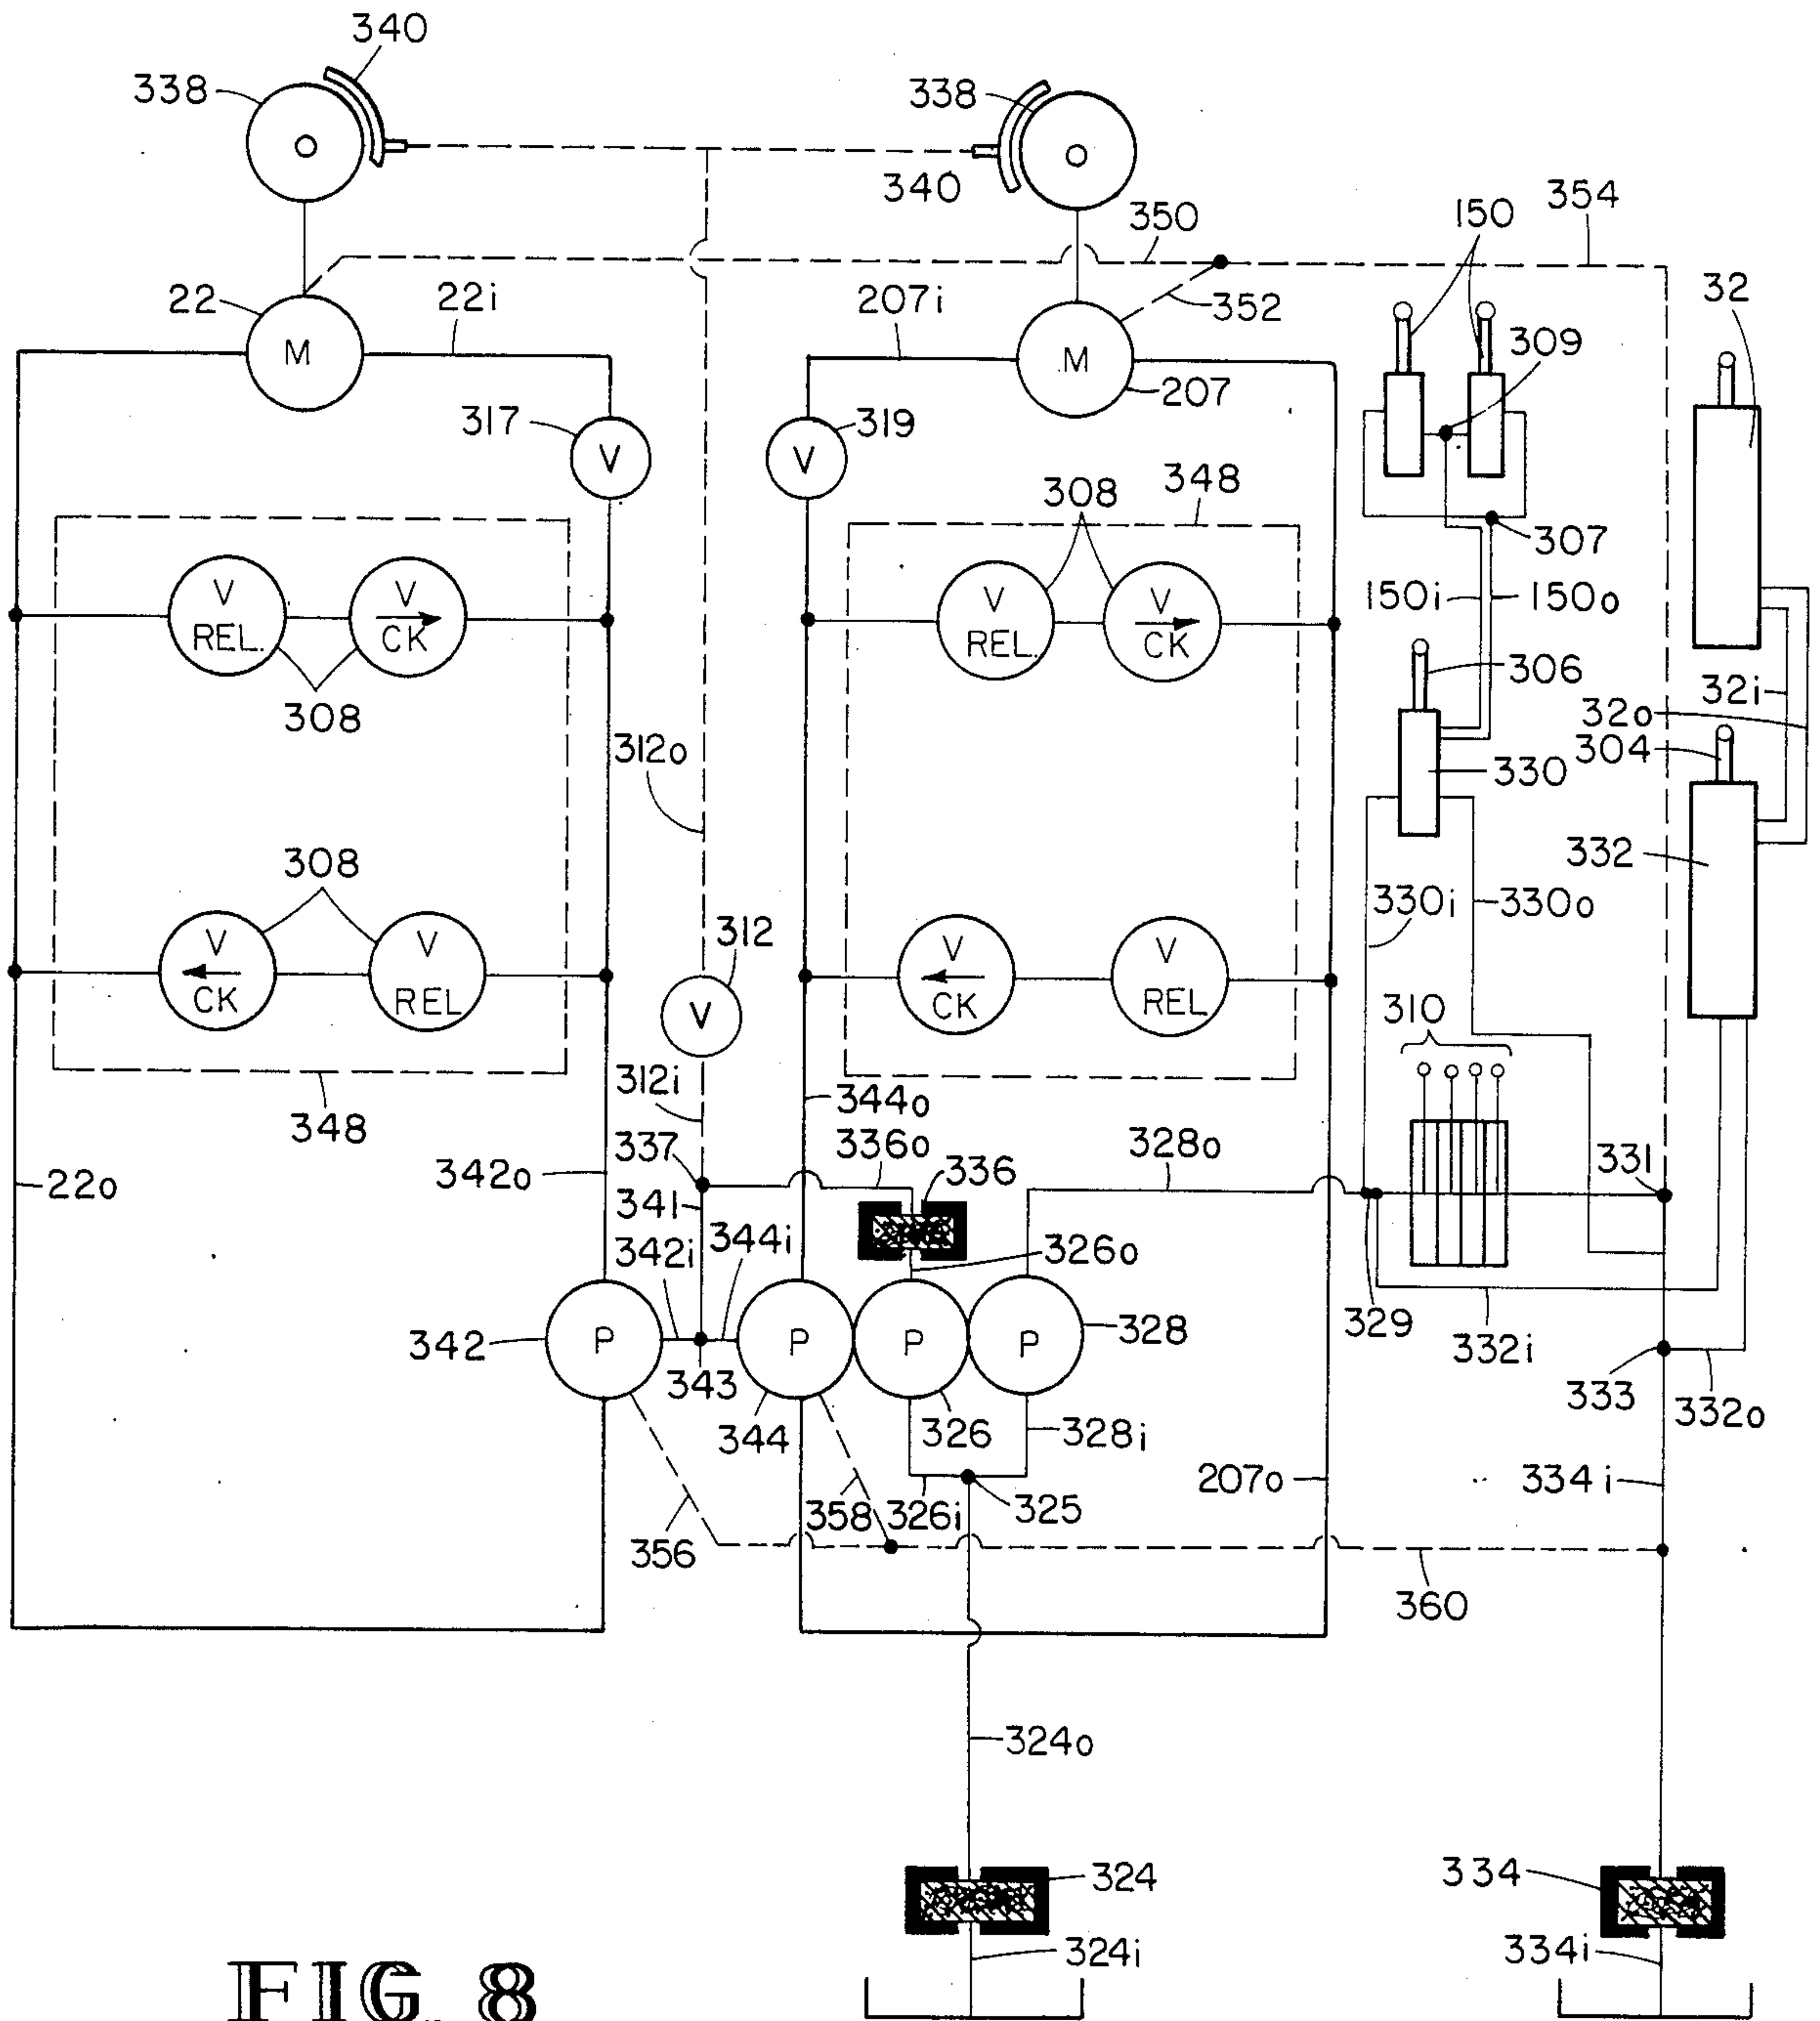 340
338
338
340
354
150
350
22
22i
207i
352
32
309
207
317
319
M
M
V
V
348
308
307
V
REL.
V
CK
V
REL.
V
CK
150i
150o
306
32i
32o
304
308
312o
330
308
332
330i
330o
V
CK
V
REL
312
V
V
CK
V
REL
310
312i
344o
348
337
336o
328o
331
22o
342o
336
341
342i
344i
326o
342
P
P
P
P
328
329
332i
343
333
332o
344
326
328i
207o
334i
358
326i
325
356
360
324o
324
334
324i
334i
FIG. 8